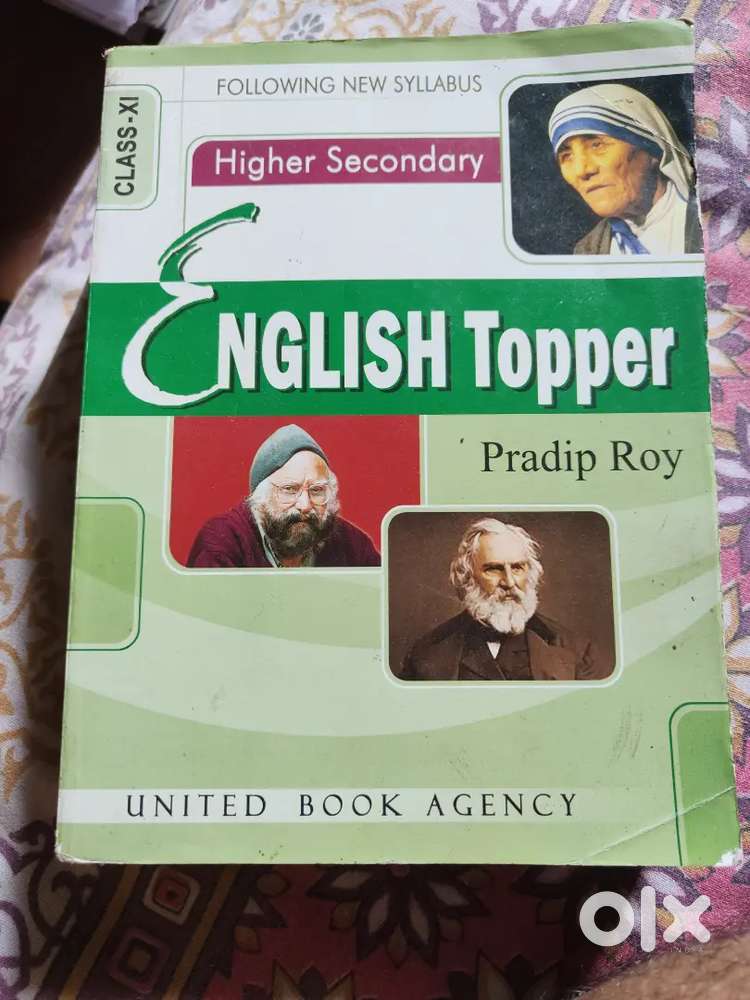 FOLLOWING NEW SYLLABUS
CLASS-XI
Higher Secondary
ENGLISH Topper
Pradip Roy
UNITED BOOK AGENCY
olx